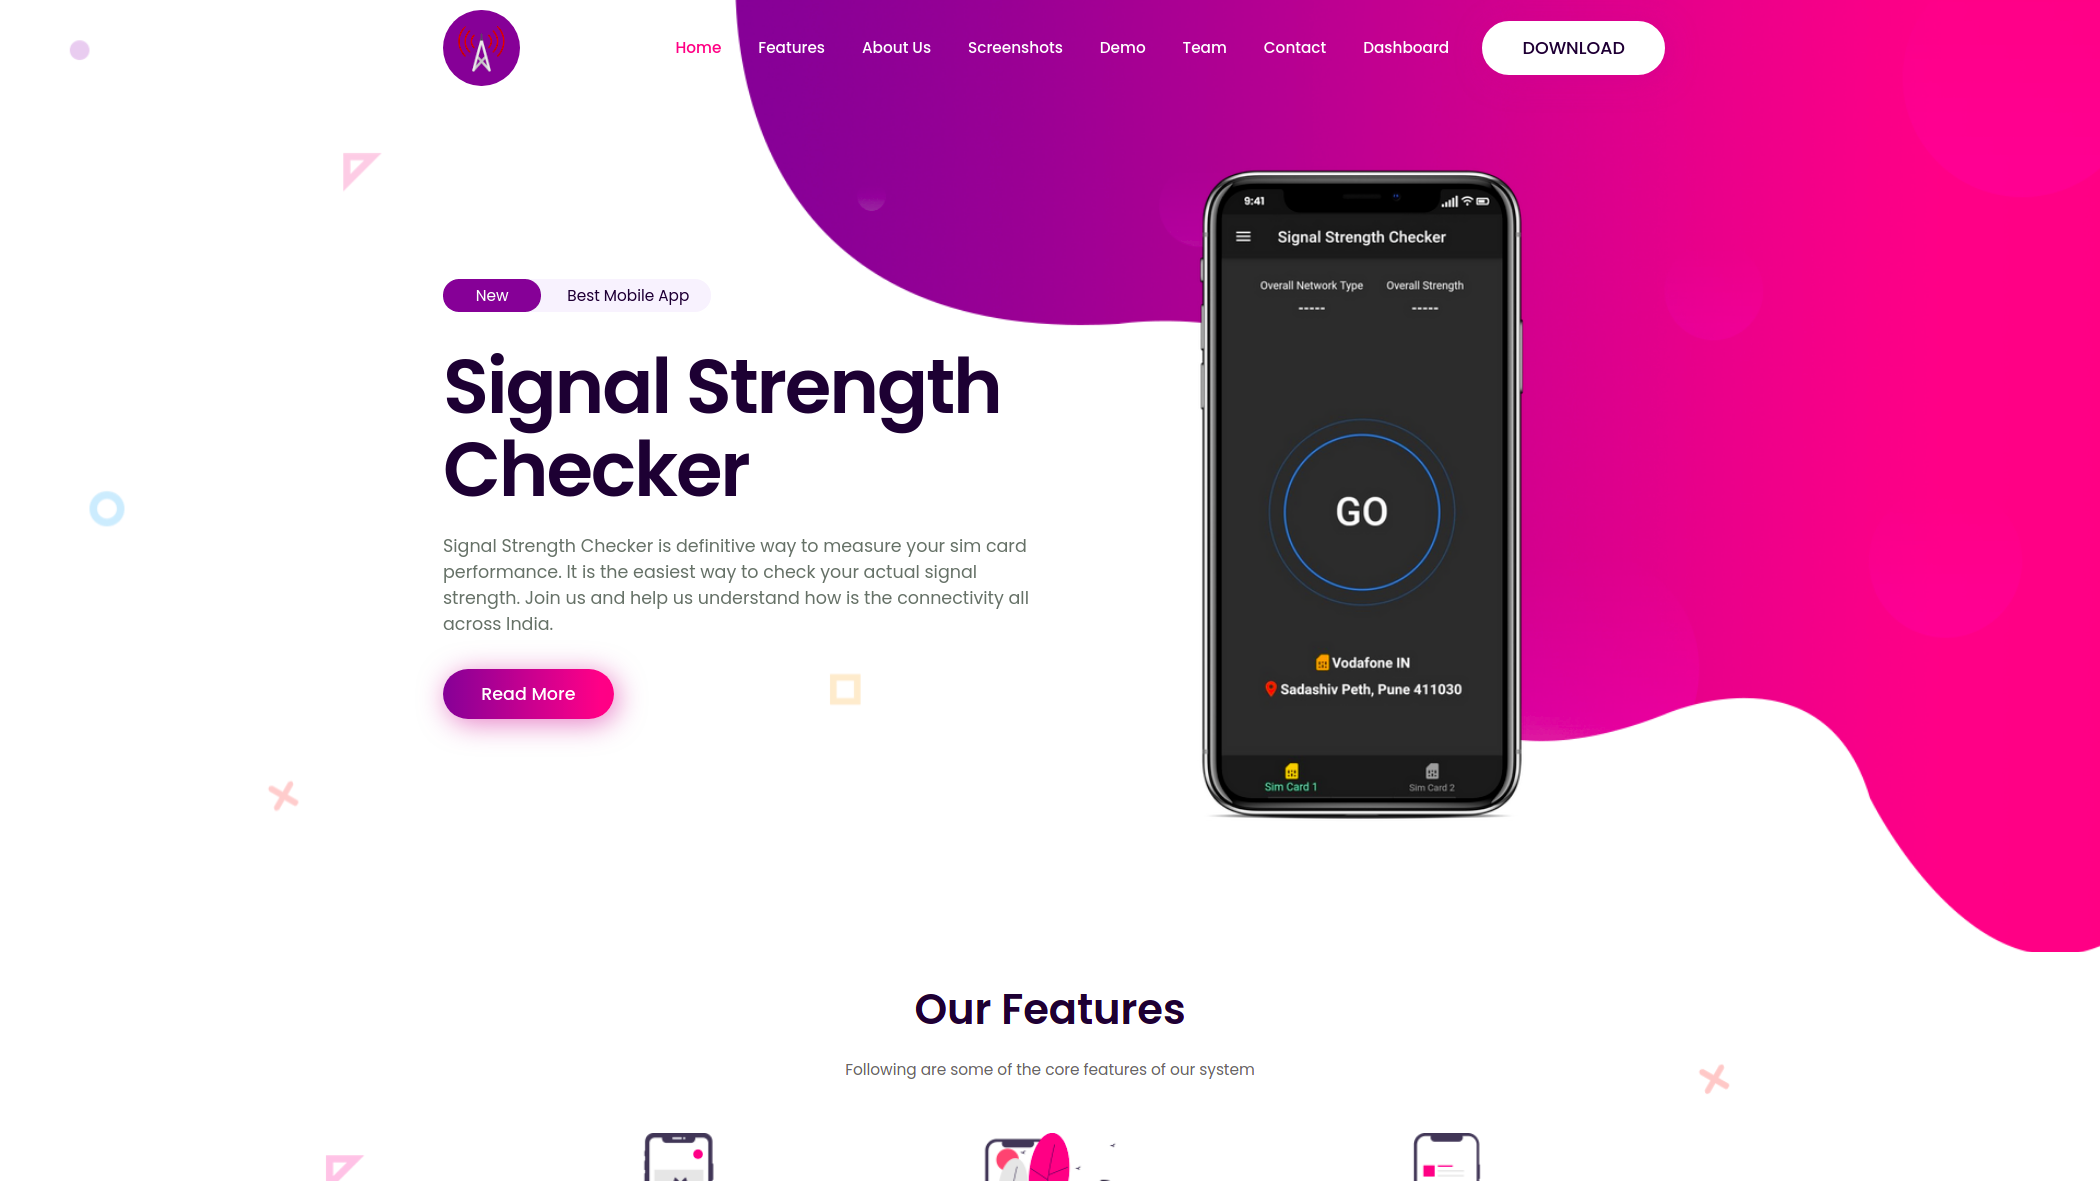 Home Features About Us Screenshots Demo Team Contact Dashboard DOWNLOAD
New Best Mobile App
Signal Strength
Checker
Signal Strength Checker is definitive way to measure your sim card
performance. It is the easiest way to check your actual signal
strength. Join us and help us understand how is the connectivity all
across India.
Read More
9:41
Signal Strength Checker
Overall Network Type Overall Strength
----- -----
GO
Vodafone IN
Sadashiv Peth, Pune 411030
Sim Card 1 Sim Card 2
Our Features
Following are some of the core features of our system